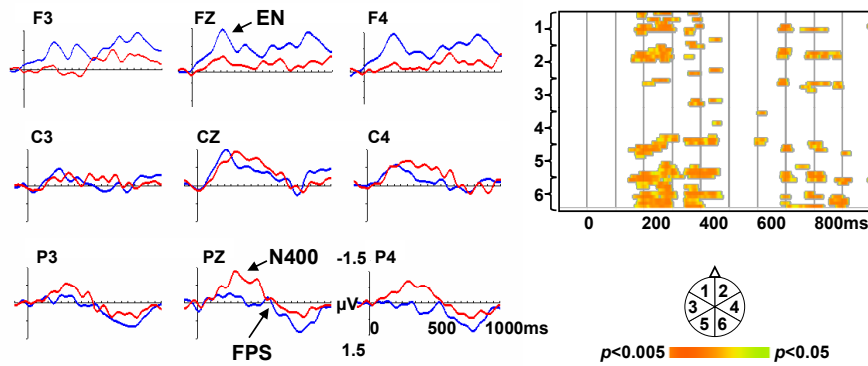 F3 FZ EN F4
C3 CZ C4
P3 PZ N400 -1.5 P4
µV
0 500 1000ms
FPS 1.5
1
2
3
4
5
6
0 200 400 600 800ms
1 2
3 4
5 6
p<0.005 p<0.05